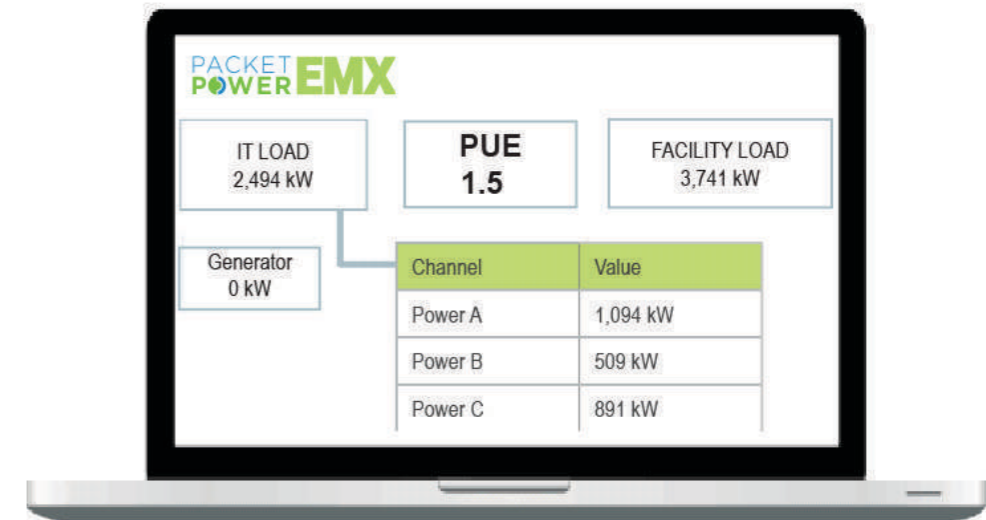 PACKET
POWER EMX
IT LOAD
2,494 kW
PUE
1.5
FACILITY LOAD
3,741 kW
Generator
0 kW
Channel Value
Power A 1,094 kW
Power B 509 kW
Power C 891 kW